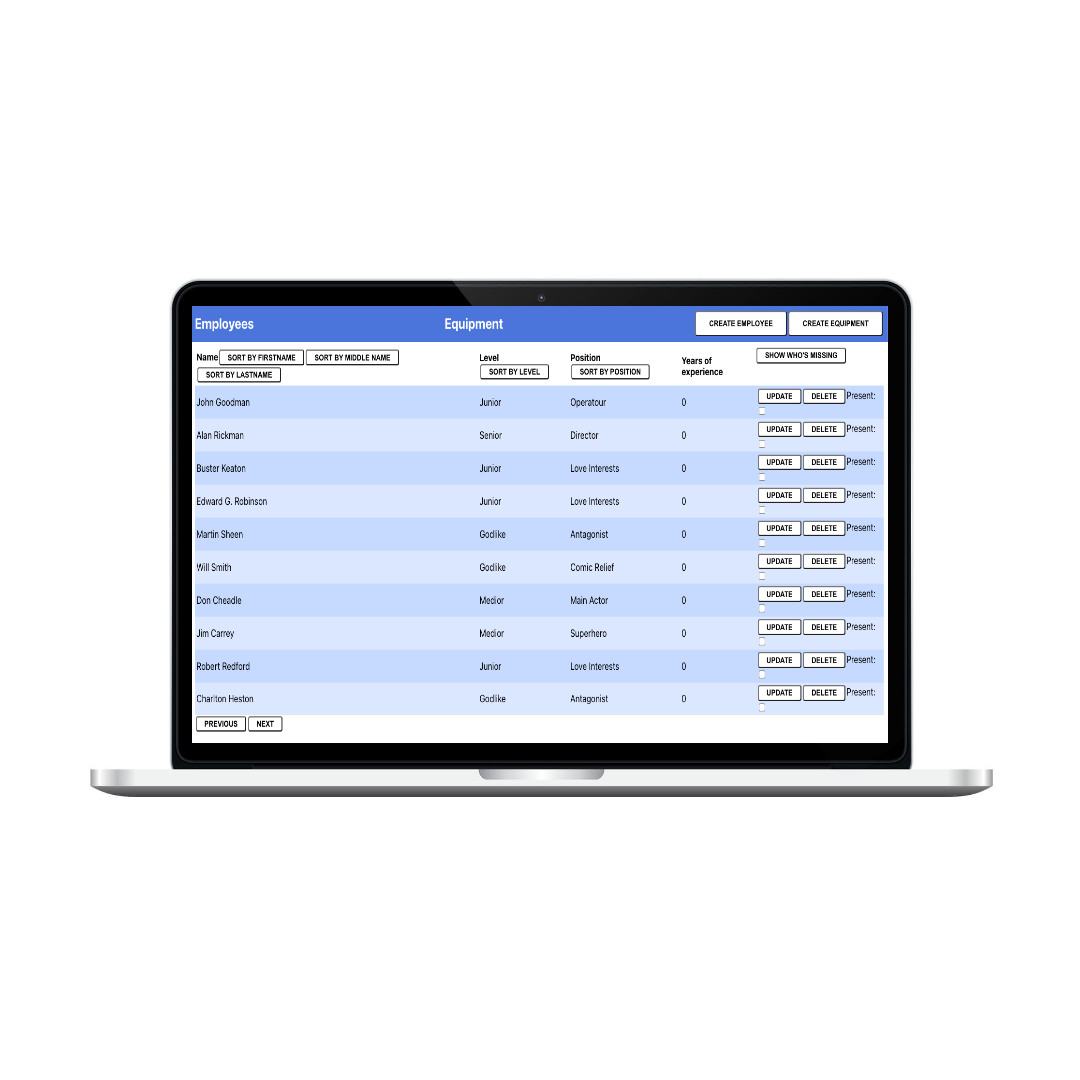 Employees Equipment CREATE EMPLOYEE CREATE EQUIPMENT
Name SORT BY FIRSTNAME SORT BY MIDDLE NAME
SORT BY LASTNAME
Level
SORT BY LEVEL
Position
SORT BY POSITION
Years of
experience
SHOW WHO'S MISSING
John Goodman Junior Operatour 0 UPDATE DELETE Present:
Alan Rickman Senior Director 0 UPDATE DELETE Present:
Buster Keaton Junior Love Interests 0 UPDATE DELETE Present:
Edward G. Robinson Junior Love Interests 0 UPDATE DELETE Present:
Martin Sheen Godlike Antagonist 0 UPDATE DELETE Present:
Will Smith Godlike Comic Relief 0 UPDATE DELETE Present:
Don Cheadle Medior Main Actor 0 UPDATE DELETE Present:
Jim Carrey Medior Superhero 0 UPDATE DELETE Present:
Robert Redford Junior Love Interests 0 UPDATE DELETE Present:
Charlton Heston Godlike Antagonist 0 UPDATE DELETE Present:
PREVIOUS NEXT